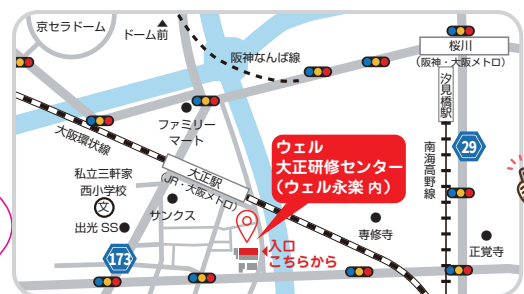 京セラドーム
ドーム前
阪神なんば線
桜川
(阪神・大阪メトロ)
汐見橋駅
南海高野線
29
大阪環状線
ファミリー
マート
大正駅
(JR・大阪メトロ)
ウェル
大正研修センター
(ウェル永楽 内)
私立三軒家
西小学校
文
サンクス
出光 SS
173
入口
こちらから
専修寺
正覚寺